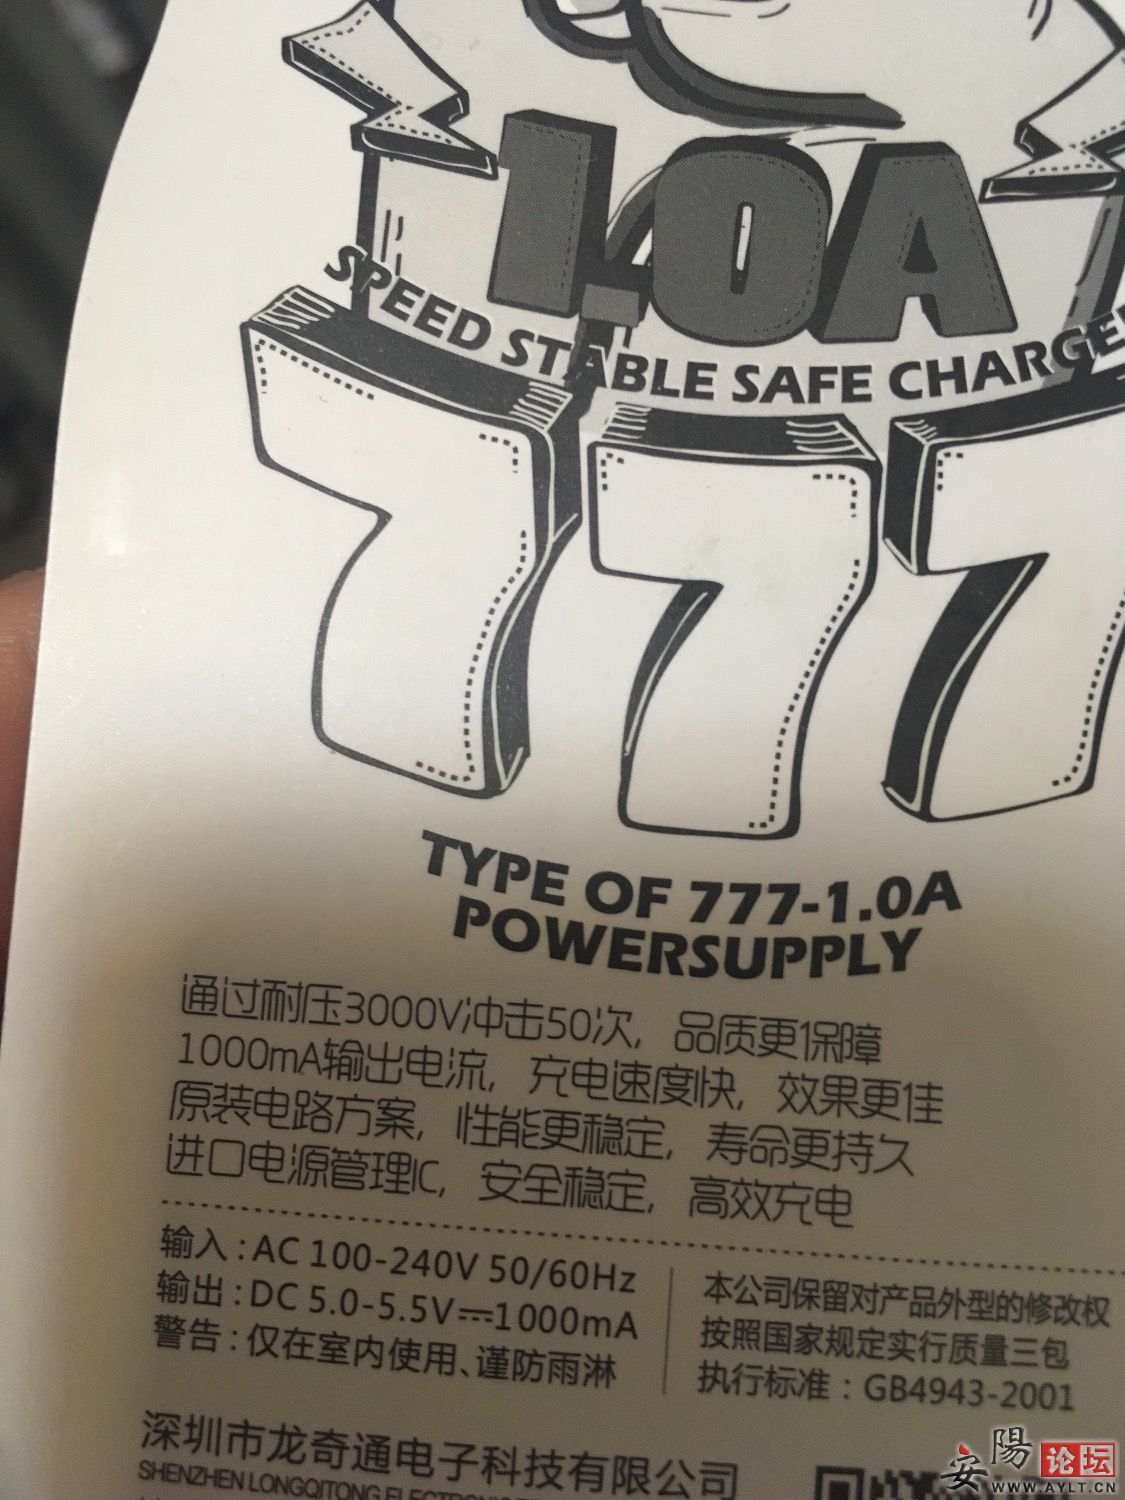 1.0A
SPEED STABLE SAFE CHARGE
777
TYPE OF 777-1.0A
POWERSUPPLY
通过耐压3000V冲击50次, 品质更保障
1000mA输出电流, 充电速度快, 效果更佳
原装电路方案, 性能更稳定, 寿命更持久
进口电源管理IC, 安全稳定, 高效充电
输入:AC 100-240V 50/60Hz
输出:DC 5.0-5.5V⎓1000mA
警告:仅在室内使用、谨防雨淋
本公司保留对产品外型的修改权
按照国家规定实行质量三包
执行标准:GB4943-2001
深圳市龙奇通电子科技有限公司
SHENZHEN LONGQITONG ELECTRONICS
安陽论坛
WWW.AYLT.CN